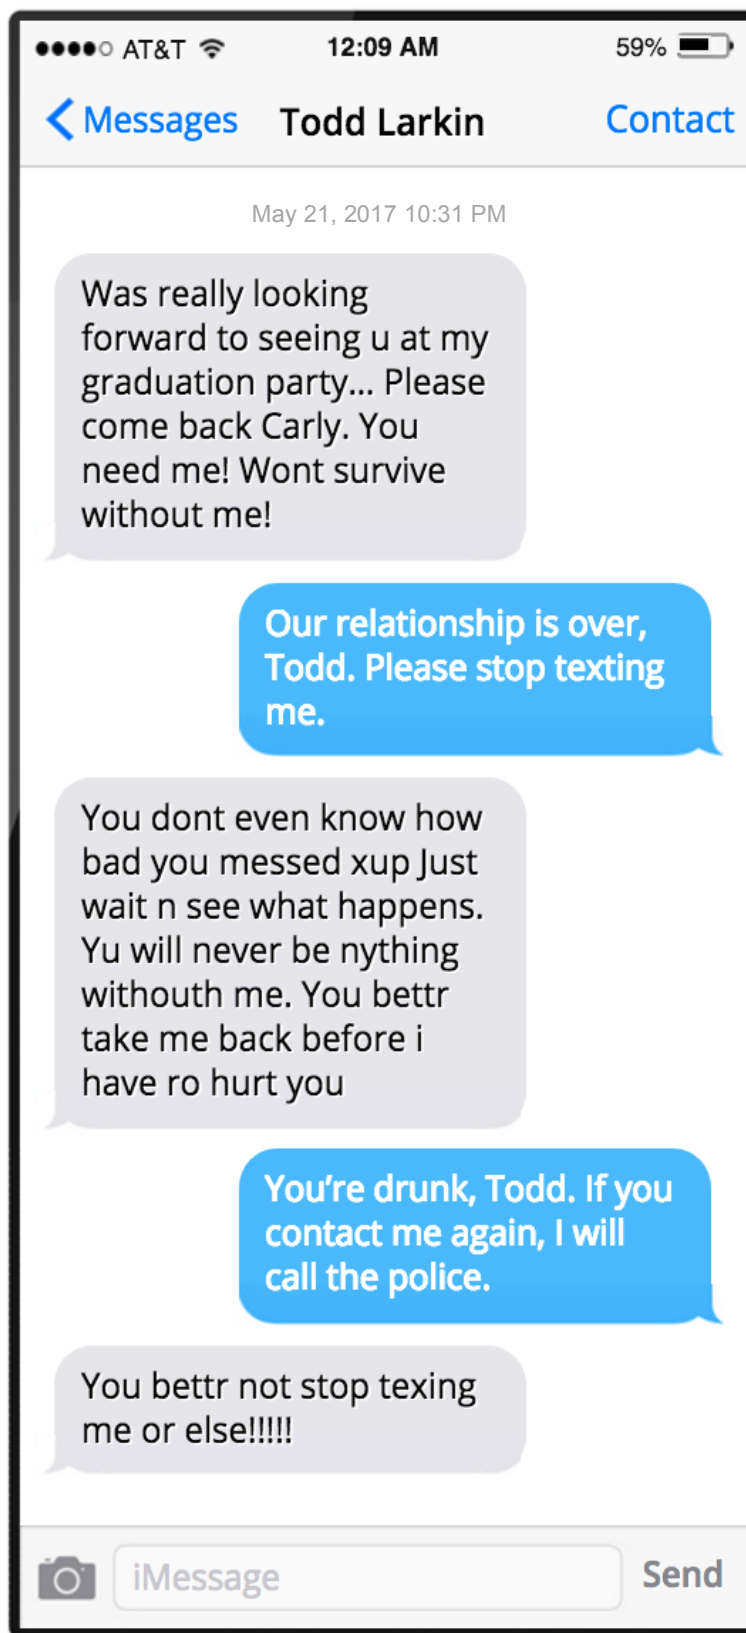 AT&T 12:09 AM 59%
Messages Todd Larkin Contact
May 21, 2017 10:31 PM
Was really looking
forward to seeing u at my
graduation party... Please
come back Carly. You
need me! Wont survive
without me!
Our relationship is over,
Todd. Please stop texting
me.
You dont even know how
bad you messed xup Just
wait n see what happens.
Yu will never be nything
withouth me. You bettr
take me back before i
have ro hurt you
You're drunk, Todd. If you
contact me again, I will
call the police.
You bettr not stop texing
me or else!!!!!
iMessage Send